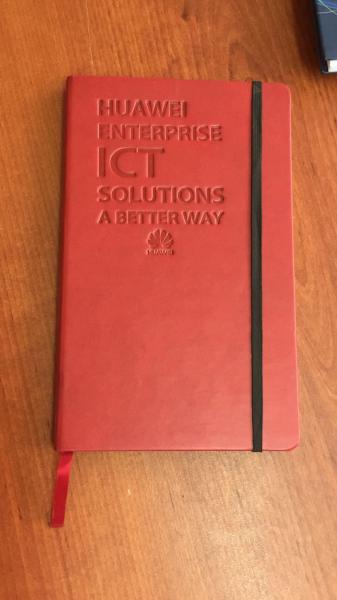 HUAWEI
ENTERPRISE
ICT
SOLUTIONS
A BETTER WAY
HUAWEI